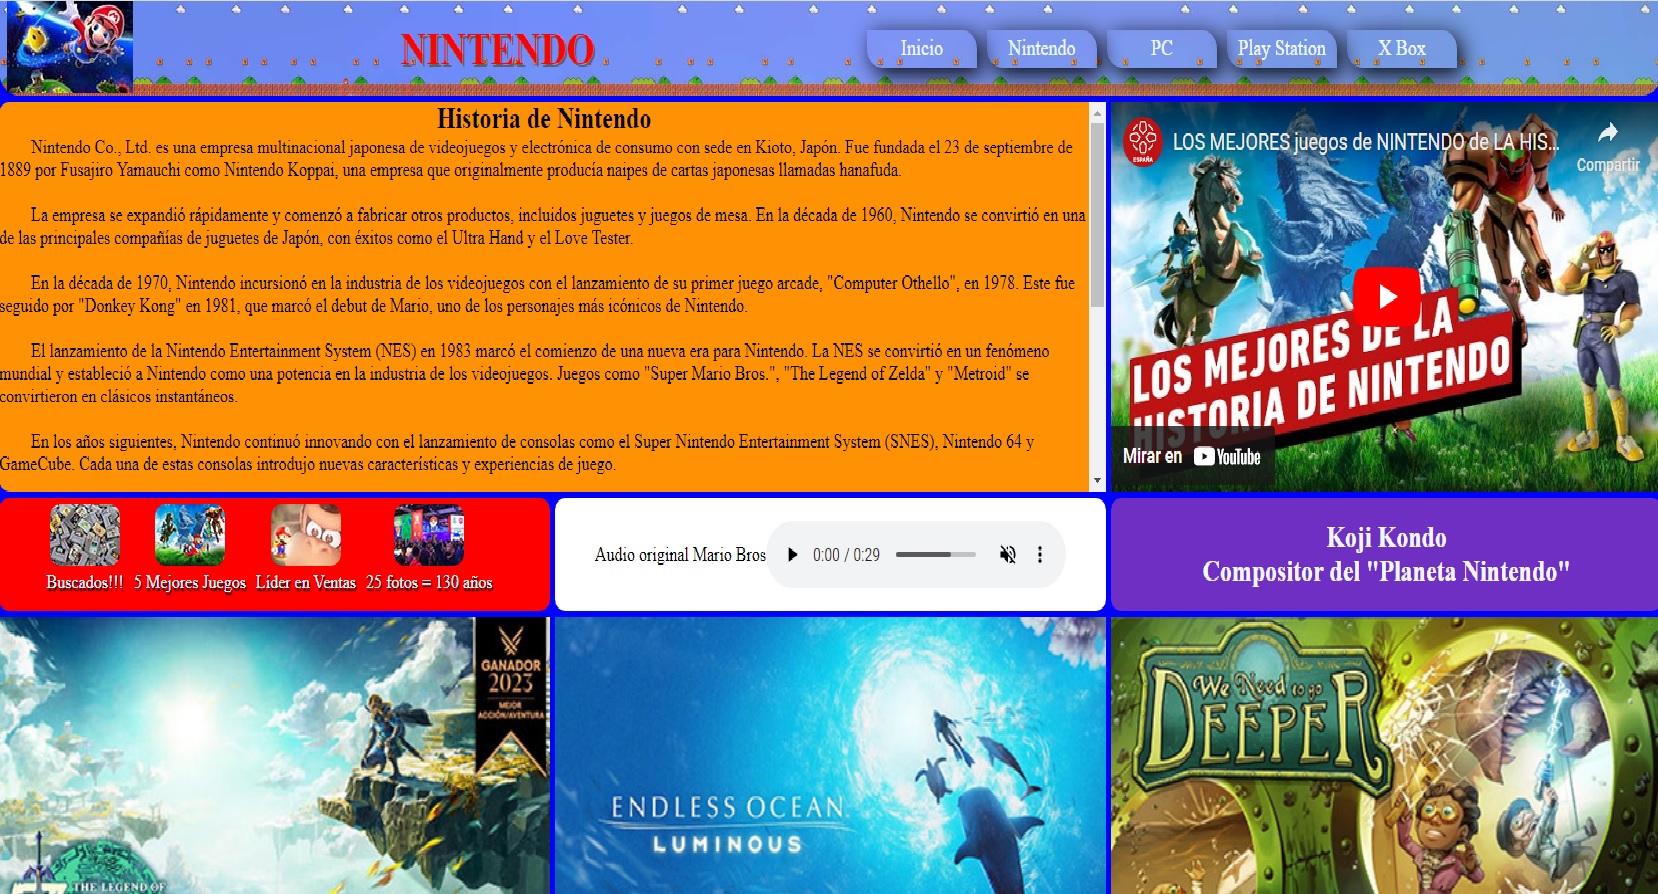 NINTENDO
Inicio
Nintendo
PC
Play Station
X Box
Historia de Nintendo
Nintendo Co., Ltd. es una empresa multinacional japonesa de videojuegos y electrónica de consumo con sede en Kioto, Japón. Fue fundada el 23 de septiembre de
1889 por Fusajiro Yamauchi como Nintendo Koppai, una empresa que originalmente producía naipes de cartas japonesas llamadas hanafuda.
La empresa se expandió rápidamente y comenzó a fabricar otros productos, incluidos juguetes y juegos de mesa. En la década de 1960, Nintendo se convirtió en una
de las principales compañías de juguetes de Japón, con éxitos como el Ultra Hand y el Love Tester.
En la década de 1970, Nintendo incursionó en la industria de los videojuegos con el lanzamiento de su primer juego arcade, "Computer Othello", en 1978. Este fue
seguido por "Donkey Kong" en 1981, que marcó el debut de Mario, uno de los personajes más icónicos de Nintendo.
El lanzamiento de la Nintendo Entertainment System (NES) en 1983 marcó el comienzo de una nueva era para Nintendo. La NES se convirtió en un fenómeno
mundial y estableció a Nintendo como una potencia en la industria de los videojuegos. Juegos como "Super Mario Bros.", "The Legend of Zelda" y "Metroid" se
convirtieron en clásicos instantáneos.
En los años siguientes, Nintendo continuó innovando con el lanzamiento de consolas como el Super Nintendo Entertainment System (SNES), Nintendo 64 y
GameCube. Cada una de estas consolas introdujo nuevas características y experiencias de juego.
ESPAÑA
LOS MEJORES juegos de NINTENDO de LA HIS...
Compartir
LOS MEJORES DE LA
HISTORIA DE NINTENDO
Mirar en YouTube
Buscados!!!
5 Mejores Juegos
Líder en Ventas
25 fotos = 130 años
Audio original Mario Bros
0:00 / 0:29
Koji Kondo
Compositor del "Planeta Nintendo"
GANADOR
2023
MEJOR
ACCIÓN/AVENTURA
THE LEGEND OF
ENDLESS OCEAN
LUMINOUS
We Need to go
DEEPER